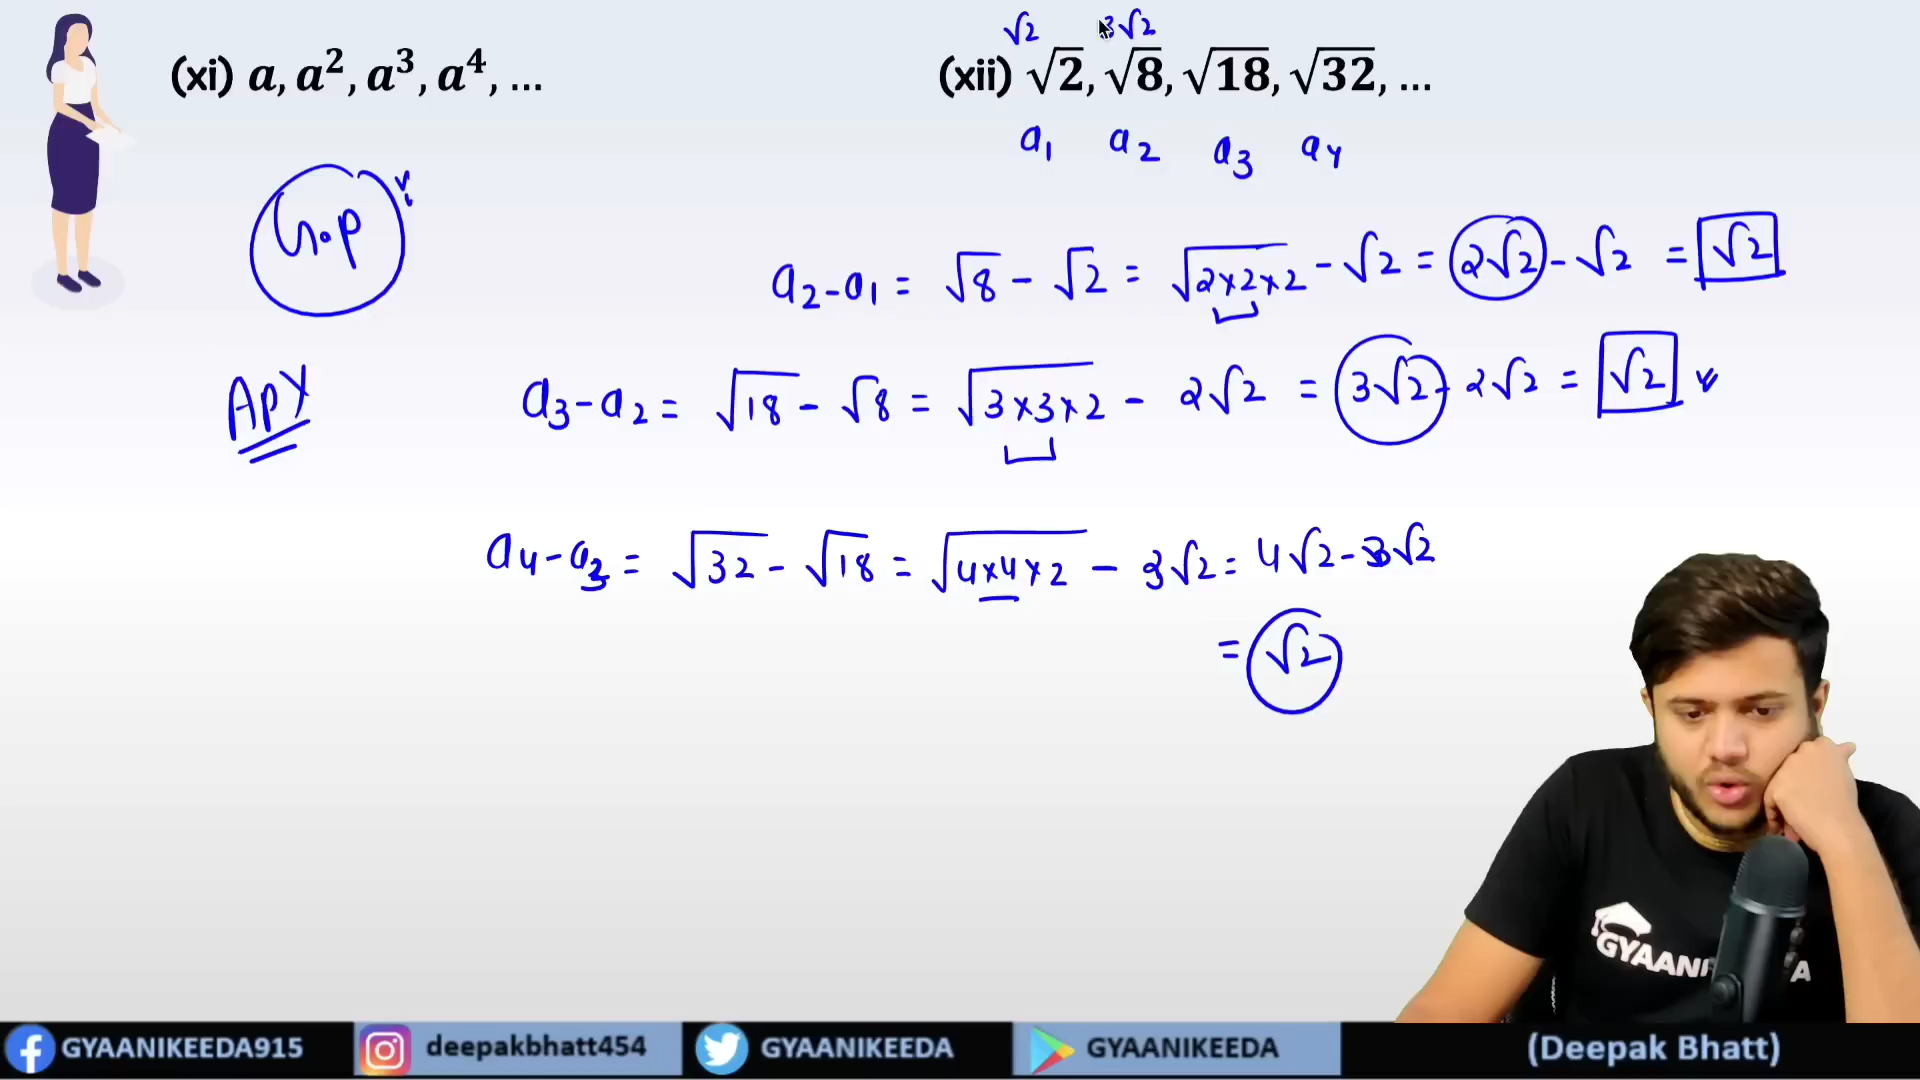 √2 3√2
(xi) a, a², a³, a⁴, ... (xii) √2, √8, √18, √32, ...
a₁ a₂ a₃ a₄
G.P
a₂-a₁ = √8 - √2 = √2×2×2 - √2 = 2√2 - √2 = √2
AP X
a₃-a₂ = √18 - √8 = √3×3×2 - 2√2 = 3√2 - 2√2 = √2
a₄-a₃ = √32 - √18 = √4×4×2 - 3√2 = 4√2 - 3√2
= √2
GYAANI DA
GYAANIKEEDA915 deepakbhatt454 GYAANIKEEDA GYAANIKEEDA (Deepak Bhatt)